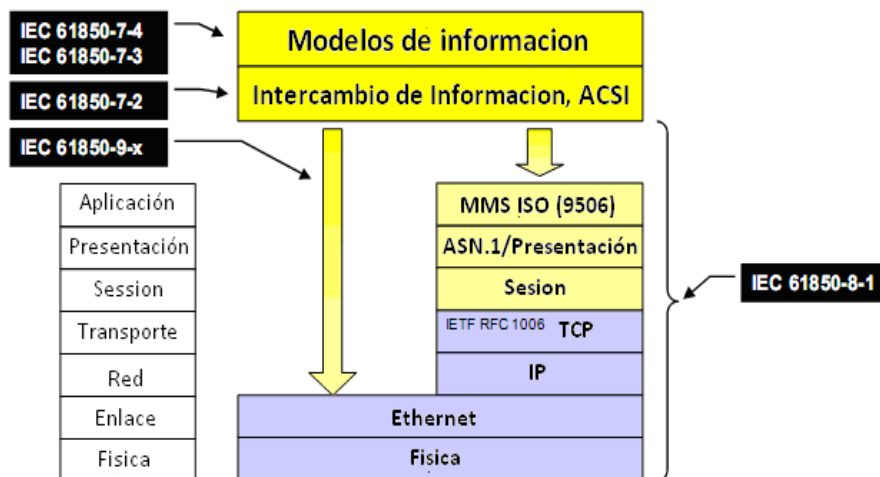 IEC 61850-7-4
IEC 61850-7-3
Modelos de informacion
IEC 61850-7-2
Intercambio de Informacion, ACSI
IEC 61850-9-x
Aplicación
Presentación
Session
Transporte
Red
Enlace
Fisica
MMS ISO (9506)
ASN.1/Presentación
Sesion
IETF RFC 1006 TCP
IP
Ethernet
Fisica
IEC 61850-8-1